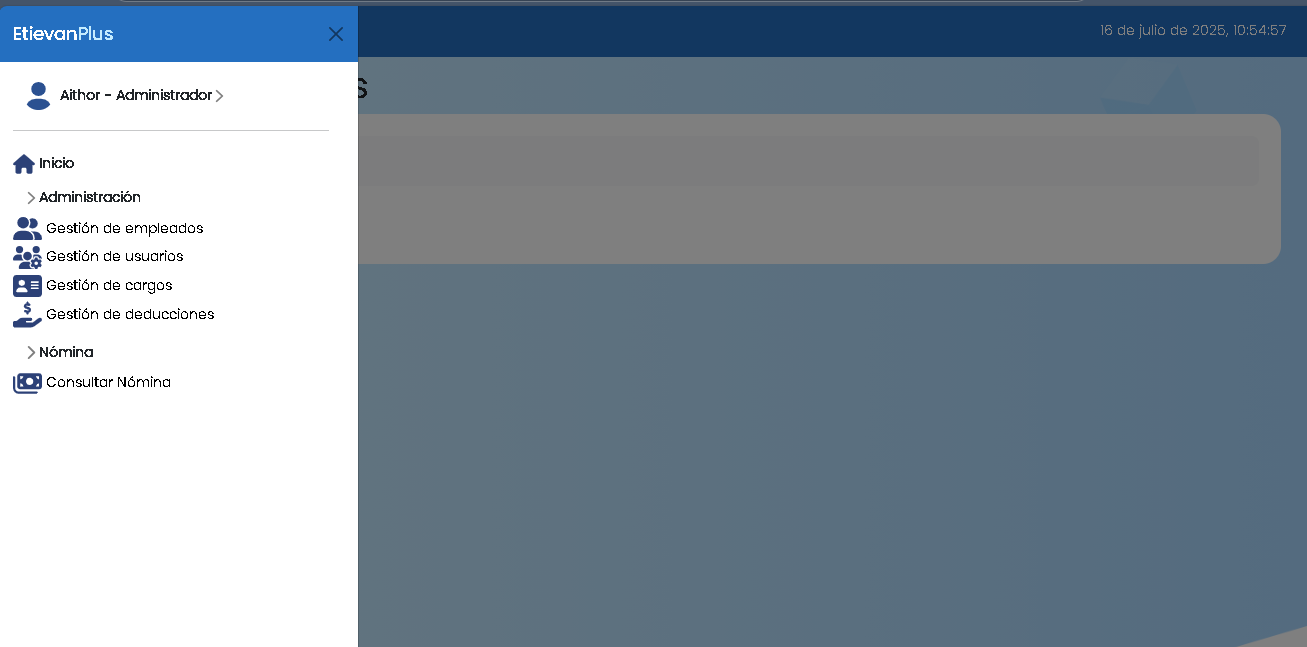 EtievanPlus
16 de julio de 2025, 10:54:57
Aithor - Administrador
Inicio
Administración
Gestión de empleados
Gestión de usuarios
Gestión de cargos
Gestión de deducciones
Nómina
Consultar Nómina